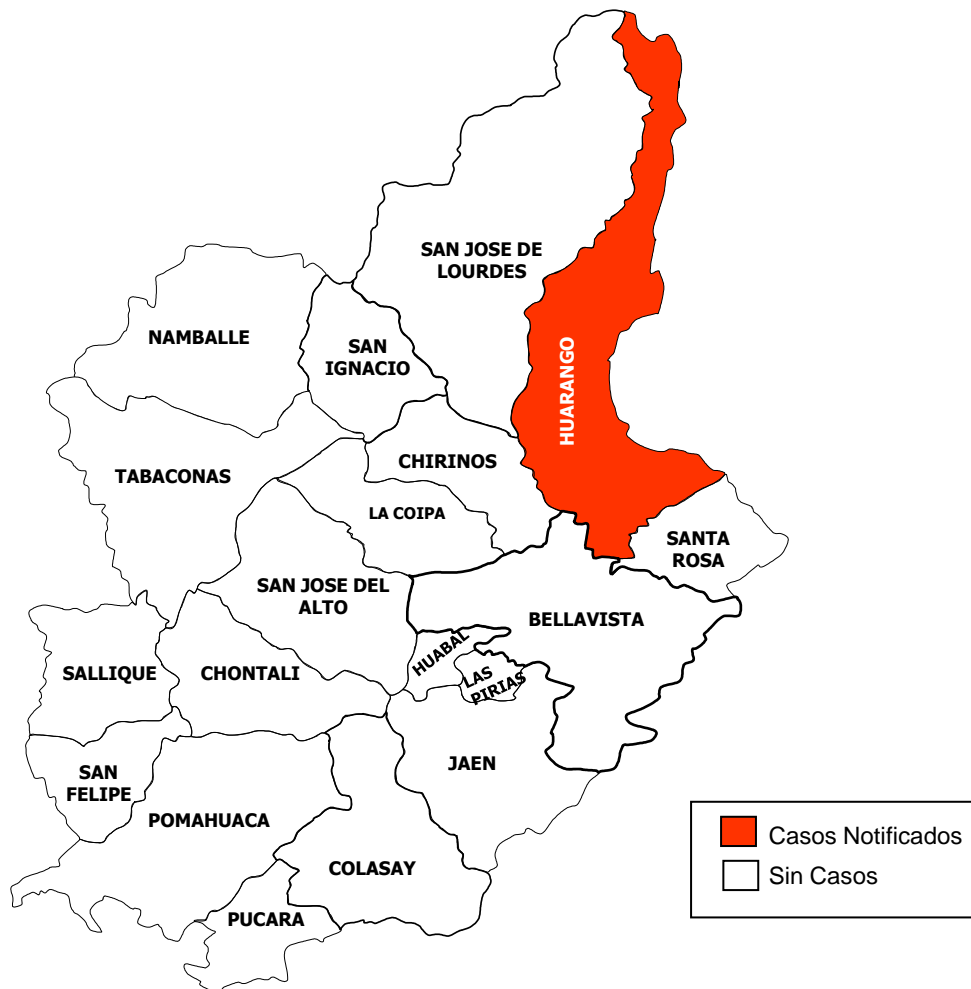 SAN JOSE DE
LOURDES
NAMBALLE
SAN
IGNACIO
HUARANGO
CHIRINOS
TABACONAS
LA COIPA
SANTA
ROSA
SAN JOSE DEL
ALTO
BELLAVISTA
HUABAL
SALLIQUE
CHONTALI
LAS
PIRIAS
JAEN
SAN
FELIPE
POMAHUACA
COLASAY
PUCARA
Casos Notificados
Sin Casos